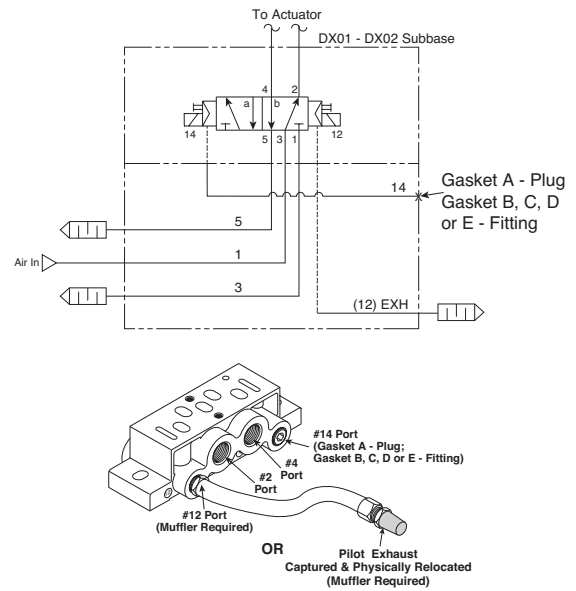 To Actuator
DX01 - DX02 Subbase
4 2
a b
14 12
5 3 1
14
Gasket A - Plug
Gasket B, C, D
or E - Fitting
5
Air In
1
3
(12) EXH
#14 Port
(Gasket A - Plug;
Gasket B, C, D or E - Fitting)
#4
Port
#2
Port
#12 Port
(Muffler Required)
OR
Pilot Exhaust
Captured & Physically Relocated
(Muffler Required)